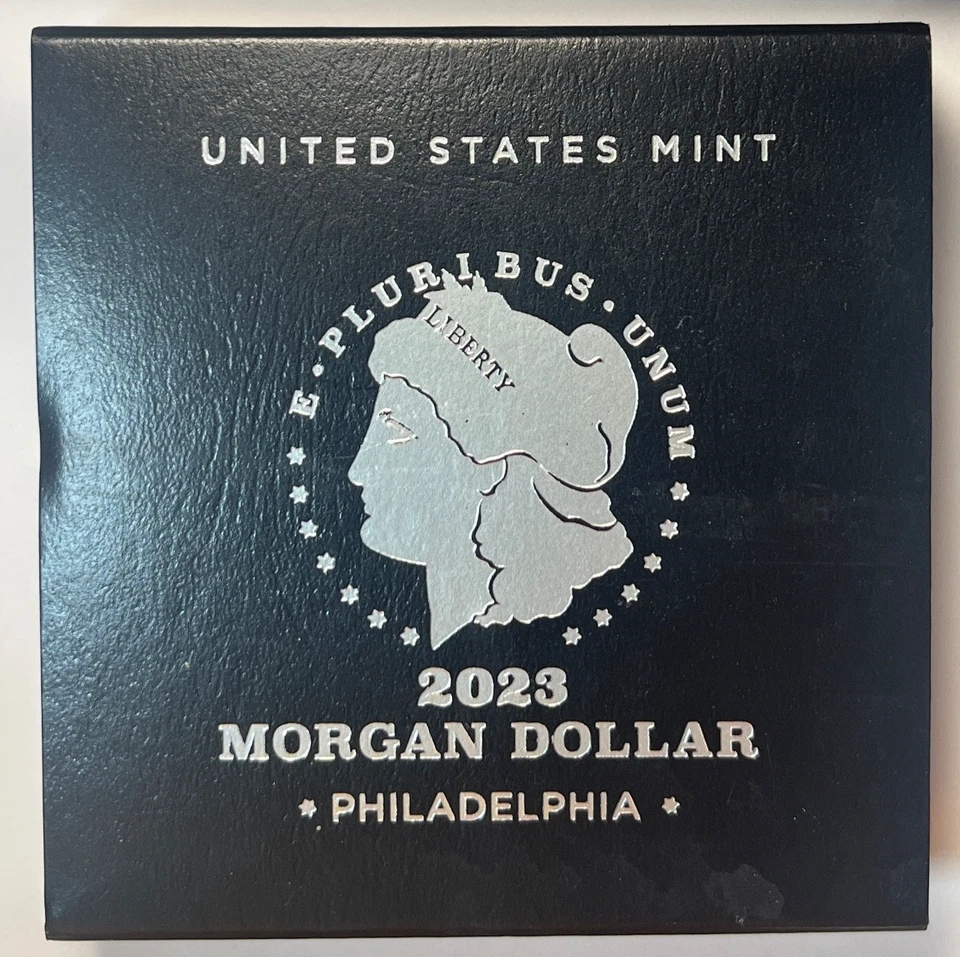 UNITED STATES MINT
E·PLURIBUS·UNUM
LIBERTY
2023
MORGAN DOLLAR
* PHILADELPHIA *